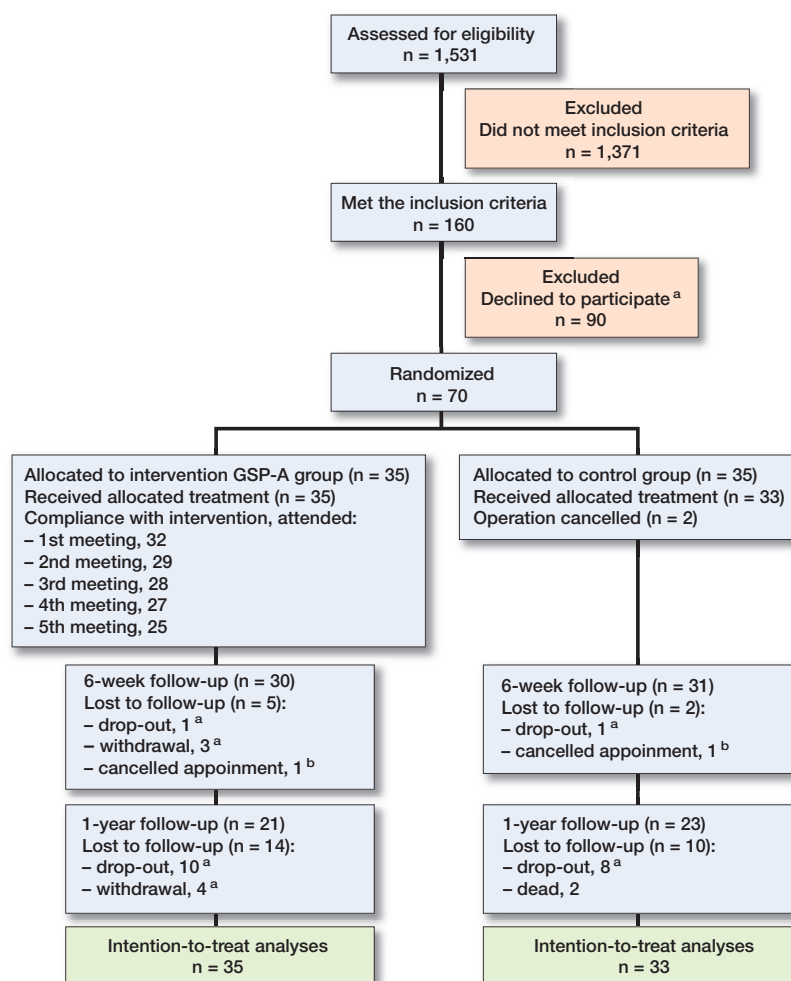 Assessed for eligibility
n = 1,531
Excluded
Did not meet inclusion criteria
n = 1,371
Met the inclusion criteria
n = 160
Excluded
Declined to participate a
n = 90
Randomized
n = 70
Allocated to intervention GSP-A group (n = 35)
Received allocated treatment (n = 35)
Compliance with intervention, attended:
– 1st meeting, 32
– 2nd meeting, 29
– 3rd meeting, 28
– 4th meeting, 27
– 5th meeting, 25
Allocated to control group (n = 35)
Received allocated treatment (n = 33)
Operation cancelled (n = 2)
6-week follow-up (n = 30)
Lost to follow-up (n = 5):
– drop-out, 1 a
– withdrawal, 3 a
– cancelled appoinment, 1 b
6-week follow-up (n = 31)
Lost to follow-up (n = 2):
– drop-out, 1 a
– cancelled appoinment, 1 b
1-year follow-up (n = 21)
Lost to follow-up (n = 14):
– drop-out, 10 a
– withdrawal, 4 a
1-year follow-up (n = 23)
Lost to follow-up (n = 10):
– drop-out, 8 a
– dead, 2
Intention-to-treat analyses
n = 35
Intention-to-treat analyses
n = 33